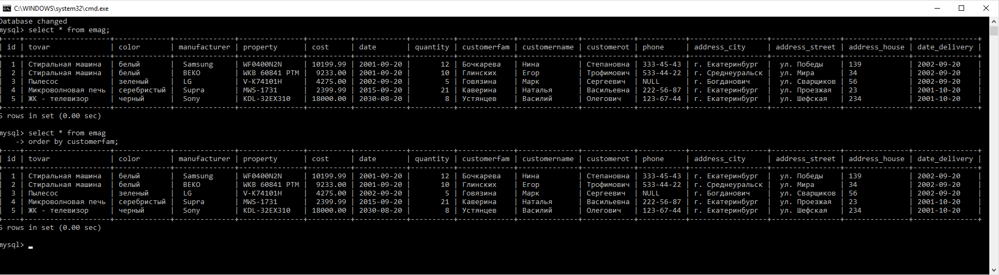 C:\WINDOWS\system32\cmd.exe
Database changed
mysql> select * from emag;
+----+--------------------+-------------+--------------+---------------+----------+------------+----------+-------------+--------------+------------+-----------+------------------+----------------+---------------+---------------+
| id | tovar | color | manufacturer | property | cost | date | quantity | customerfam | customername | customerot | phone | address_city | address_street | address_house | date_delivery |
+----+--------------------+-------------+--------------+---------------+----------+------------+----------+-------------+--------------+------------+-----------+------------------+----------------+---------------+---------------+
| 1 | Стиральная машина | белый | Samsung | WF0400N2N | 10199.99 | 2001-09-20 | 12 | Бочкарева | Нина | Степановна | 333-45-43 | г. Екатеринбург | ул. Победы | 139 | 2002-09-20 |
| 2 | Стиральная машина | белый | BEKO | WKB 60841 PTM | 9233.00 | 2001-09-20 | 10 | Глинских | Егор | Трофимович | 533-44-22 | г. Среднеуральск | ул. Мира | 34 | 2002-09-20 |
| 3 | Пылесос | зеленый | LG | V-K74101H | 4275.00 | 2002-09-20 | 5 | Говязина | Марк | Сергеевич | NULL | г. Богданович | ул. Сварщиков | 56 | 2002-09-20 |
| 4 | Микроволновая печь | серебристый | Supra | MWS-1731 | 2399.99 | 2015-09-20 | 21 | Каверина | Наталья | Васильевна | 222-56-87 | г. Екатеринбург | ул. Проезжая | 23 | 2001-10-20 |
| 5 | ЖК - телевизор | черный | Sony | KDL-32EX310 | 18000.00 | 2030-08-20 | 8 | Устянцев | Василий | Олегович | 123-67-44 | г. Екатеринбург | ул. Шефская | 234 | 2001-10-20 |
+----+--------------------+-------------+--------------+---------------+----------+------------+----------+-------------+--------------+------------+-----------+------------------+----------------+---------------+---------------+
5 rows in set (0.00 sec)
mysql> select * from emag
-> order by customerfam;
+----+--------------------+-------------+--------------+---------------+----------+------------+----------+-------------+--------------+------------+-----------+------------------+----------------+---------------+---------------+
| id | tovar | color | manufacturer | property | cost | date | quantity | customerfam | customername | customerot | phone | address_city | address_street | address_house | date_delivery |
+----+--------------------+-------------+--------------+---------------+----------+------------+----------+-------------+--------------+------------+-----------+------------------+----------------+---------------+---------------+
| 1 | Стиральная машина | белый | Samsung | WF0400N2N | 10199.99 | 2001-09-20 | 12 | Бочкарева | Нина | Степановна | 333-45-43 | г. Екатеринбург | ул. Победы | 139 | 2002-09-20 |
| 2 | Стиральная машина | белый | BEKO | WKB 60841 PTM | 9233.00 | 2001-09-20 | 10 | Глинских | Егор | Трофимович | 533-44-22 | г. Среднеуральск | ул. Мира | 34 | 2002-09-20 |
| 3 | Пылесос | зеленый | LG | V-K74101H | 4275.00 | 2002-09-20 | 5 | Говязина | Марк | Сергеевич | NULL | г. Богданович | ул. Сварщиков | 56 | 2002-09-20 |
| 4 | Микроволновая печь | серебристый | Supra | MWS-1731 | 2399.99 | 2015-09-20 | 21 | Каверина | Наталья | Васильевна | 222-56-87 | г. Екатеринбург | ул. Проезжая | 23 | 2001-10-20 |
| 5 | ЖК - телевизор | черный | Sony | KDL-32EX310 | 18000.00 | 2030-08-20 | 8 | Устянцев | Василий | Олегович | 123-67-44 | г. Екатеринбург | ул. Шефская | 234 | 2001-10-20 |
+----+--------------------+-------------+--------------+---------------+----------+------------+----------+-------------+--------------+------------+-----------+------------------+----------------+---------------+---------------+
5 rows in set (0.00 sec)
mysql>